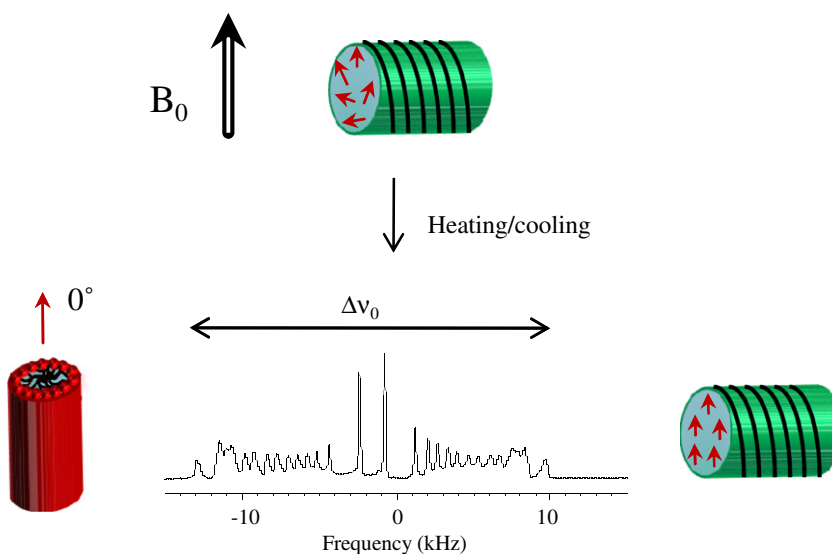 B₀
Heating/cooling
0°
Δν₀
-10 0 10
Frequency (kHz)